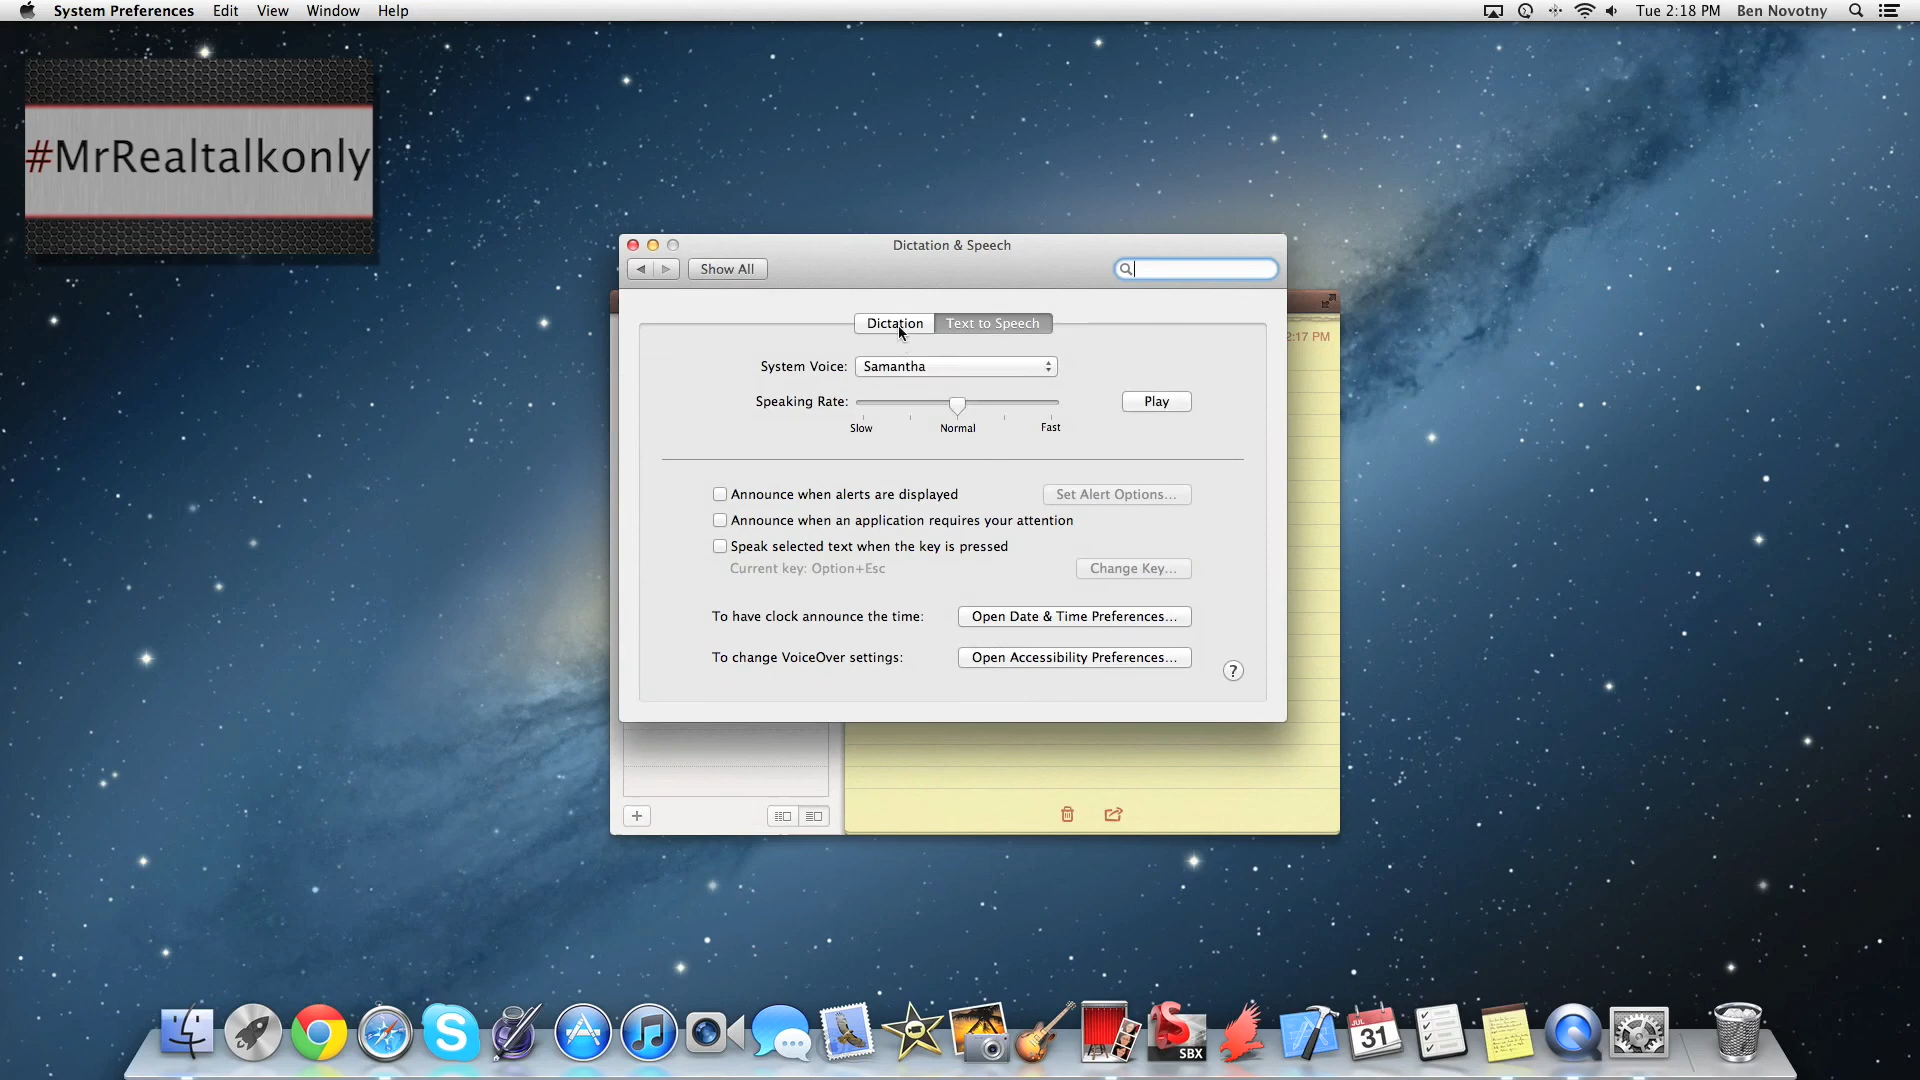 System Preferences Edit View Window Help Tue 2:18 PM Ben Novotny
#MrRealtalkonly
Dictation & Speech
Show All
2:17 PM
Dictation Text to Speech
System Voice: Samantha
Speaking Rate: Play
Slow Normal Fast
Announce when alerts are displayed Set Alert Options...
Announce when an application requires your attention
Speak selected text when the key is pressed
Current key: Option+Esc Change Key...
To have clock announce the time: Open Date & Time Preferences...
To change VoiceOver settings: Open Accessibility Preferences...
?
+
S
SBX
JUL
31